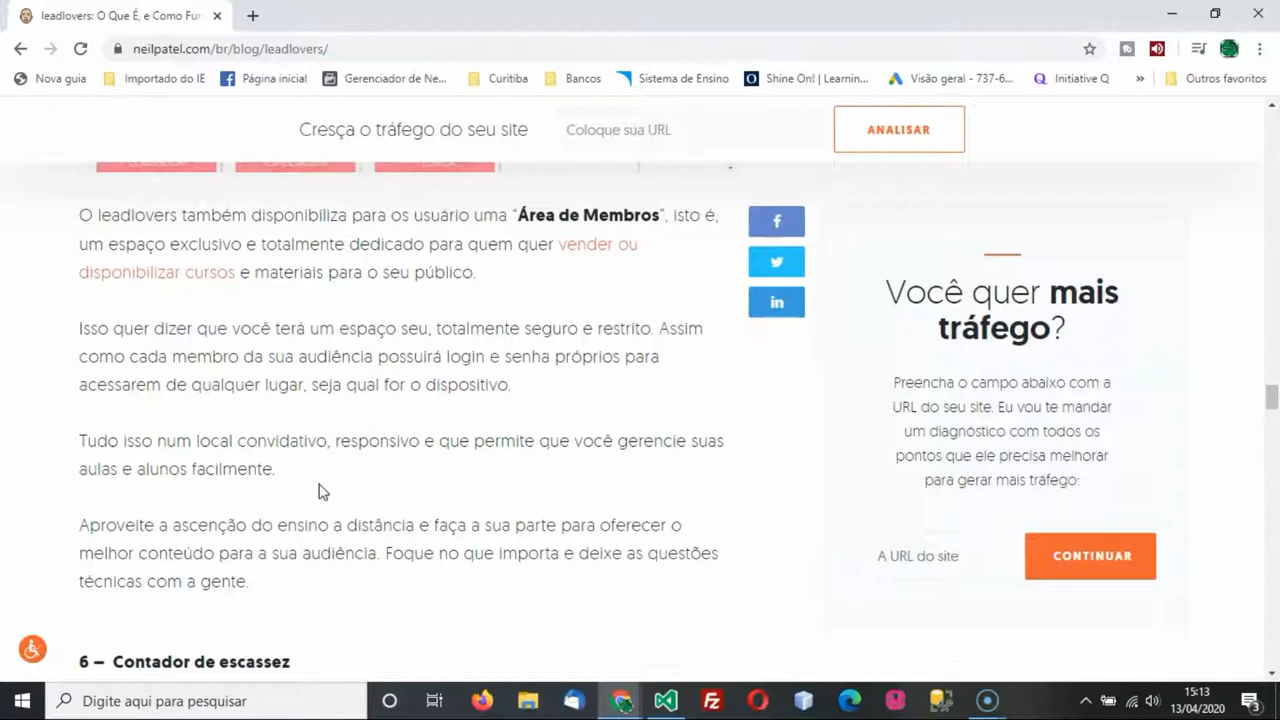 leadlovers: O Que É, e Como Fun
neilpatel.com/br/blog/leadlovers/
Nova guia
Importado do IE
Página inicial
Gerenciador de Ne...
Curitiba
Bancos
Sistema de Ensino
Shine On! | Learnin...
Visão geral - 737-6...
Initiative Q
»
Outros favoritos
Cresça o tráfego do seu site
Coloque sua URL
ANALISAR
O leadlovers também disponibiliza para os usuário uma “Área de Membros”, isto é,
um espaço exclusivo e totalmente dedicado para quem quer vender ou
disponibilizar cursos e materiais para o seu público.
Isso quer dizer que você terá um espaço seu, totalmente seguro e restrito. Assim
como cada membro da sua audiência possuirá login e senha próprios para
acessarem de qualquer lugar, seja qual for o dispositivo.
Tudo isso num local convidativo, responsivo e que permite que você gerencie suas
aulas e alunos facilmente.
Aproveite a ascenção do ensino a distância e faça a sua parte para oferecer o
melhor conteúdo para a sua audiência. Foque no que importa e deixe as questões
técnicas com a gente.
6 – Contador de escassez
Você quer mais
tráfego?
Preencha o campo abaixo com a
URL do seu site. Eu vou te mandar
um diagnóstico com todos os
pontos que ele precisa melhorar
para gerar mais tráfego:
A URL do site
CONTINUAR
Digite aqui para pesquisar
15:13
13/04/2020
3